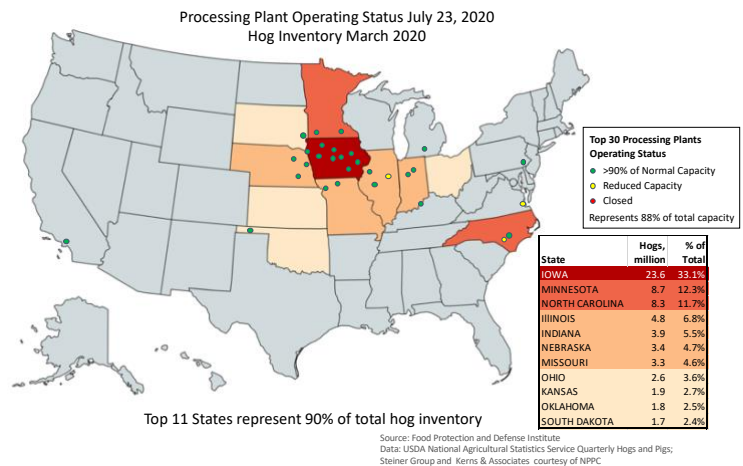 Processing Plant Operating Status July 23, 2020
Hog Inventory March 2020
Top 30 Processing Plants
Operating Status
>90% of Normal Capacity
Reduced Capacity
Closed
Represents 88% of total capacity
State Hogs, million % of Total
IOWA 23.6 33.1%
MINNESOTA 8.7 12.3%
NORTH CAROLINA 8.3 11.7%
ILLINOIS 4.8 6.8%
INDIANA 3.9 5.5%
NEBRASKA 3.4 4.7%
MISSOURI 3.3 4.6%
OHIO 2.6 3.6%
KANSAS 1.9 2.7%
OKLAHOMA 1.8 2.5%
SOUTH DAKOTA 1.7 2.4%
Top 11 States represent 90% of total hog inventory
Source: Food Protection and Defense Institute
Data: USDA National Agricultural Statistics Service Quarterly Hogs and Pigs;
Steiner Group and Kerns & Associates courtesy of NPPC